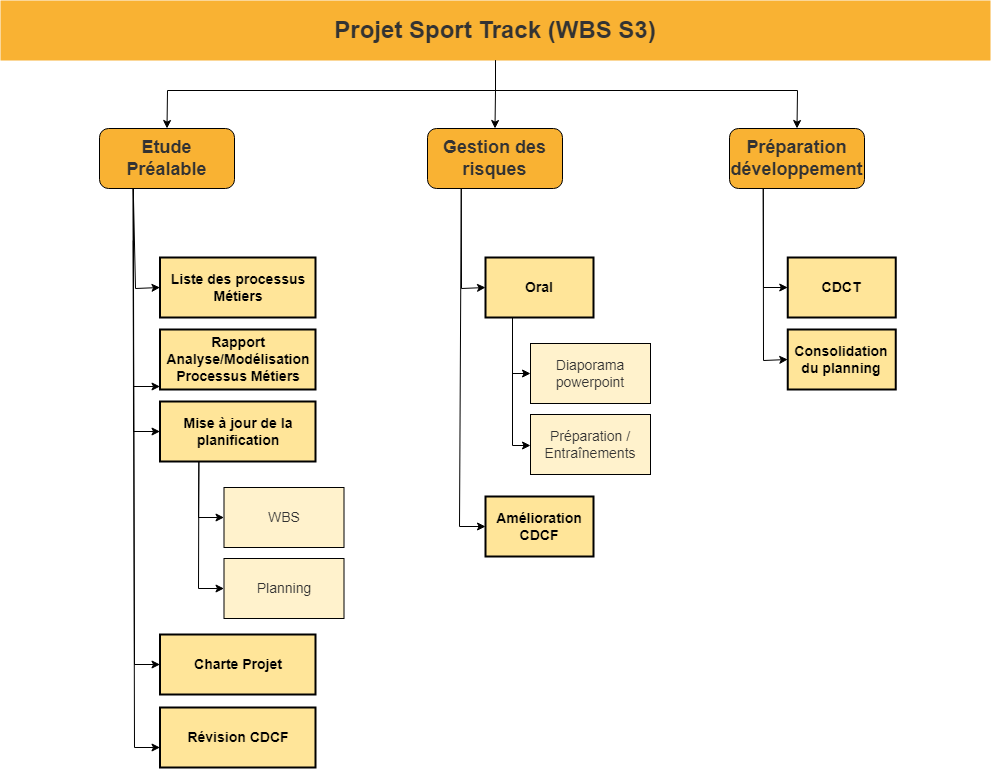 Projet Sport Track (WBS S3)
Etude
Préalable
Liste des processus
Métiers
Rapport
Analyse/Modélisation
Processus Métiers
Mise à jour de la
planification
WBS
Planning
Charte Projet
Révision CDCF
Gestion des
risques
Oral
Diaporama
powerpoint
Préparation /
Entraînements
Amélioration
CDCF
Préparation
développement
CDCT
Consolidation
du planning